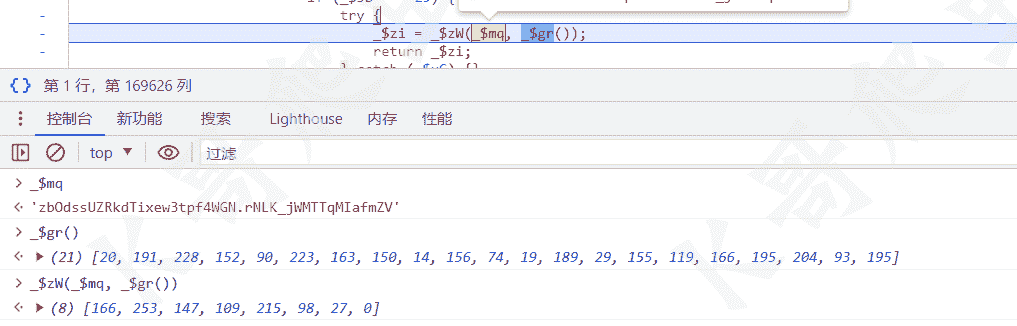 try {
_$zi = _$zW(_$mq, _$gr());
return _$zi;
{} 第 1 行，第 169626 列
控制台 新功能 搜索 Lighthouse 内存 性能
top ▼ 过滤
> _$mq
'zbOdssUZRkdTixew3tpf4WGN.rNLK_jWMTTqMIafmZV'
> _$gr()
▶ (21) [20, 191, 228, 152, 90, 223, 163, 150, 14, 156, 74, 19, 189, 29, 155, 119, 166, 195, 204, 93, 195]
> _$zW(_$mq, _$gr())
▶ (8) [166, 253, 147, 109, 215, 98, 27, 0]